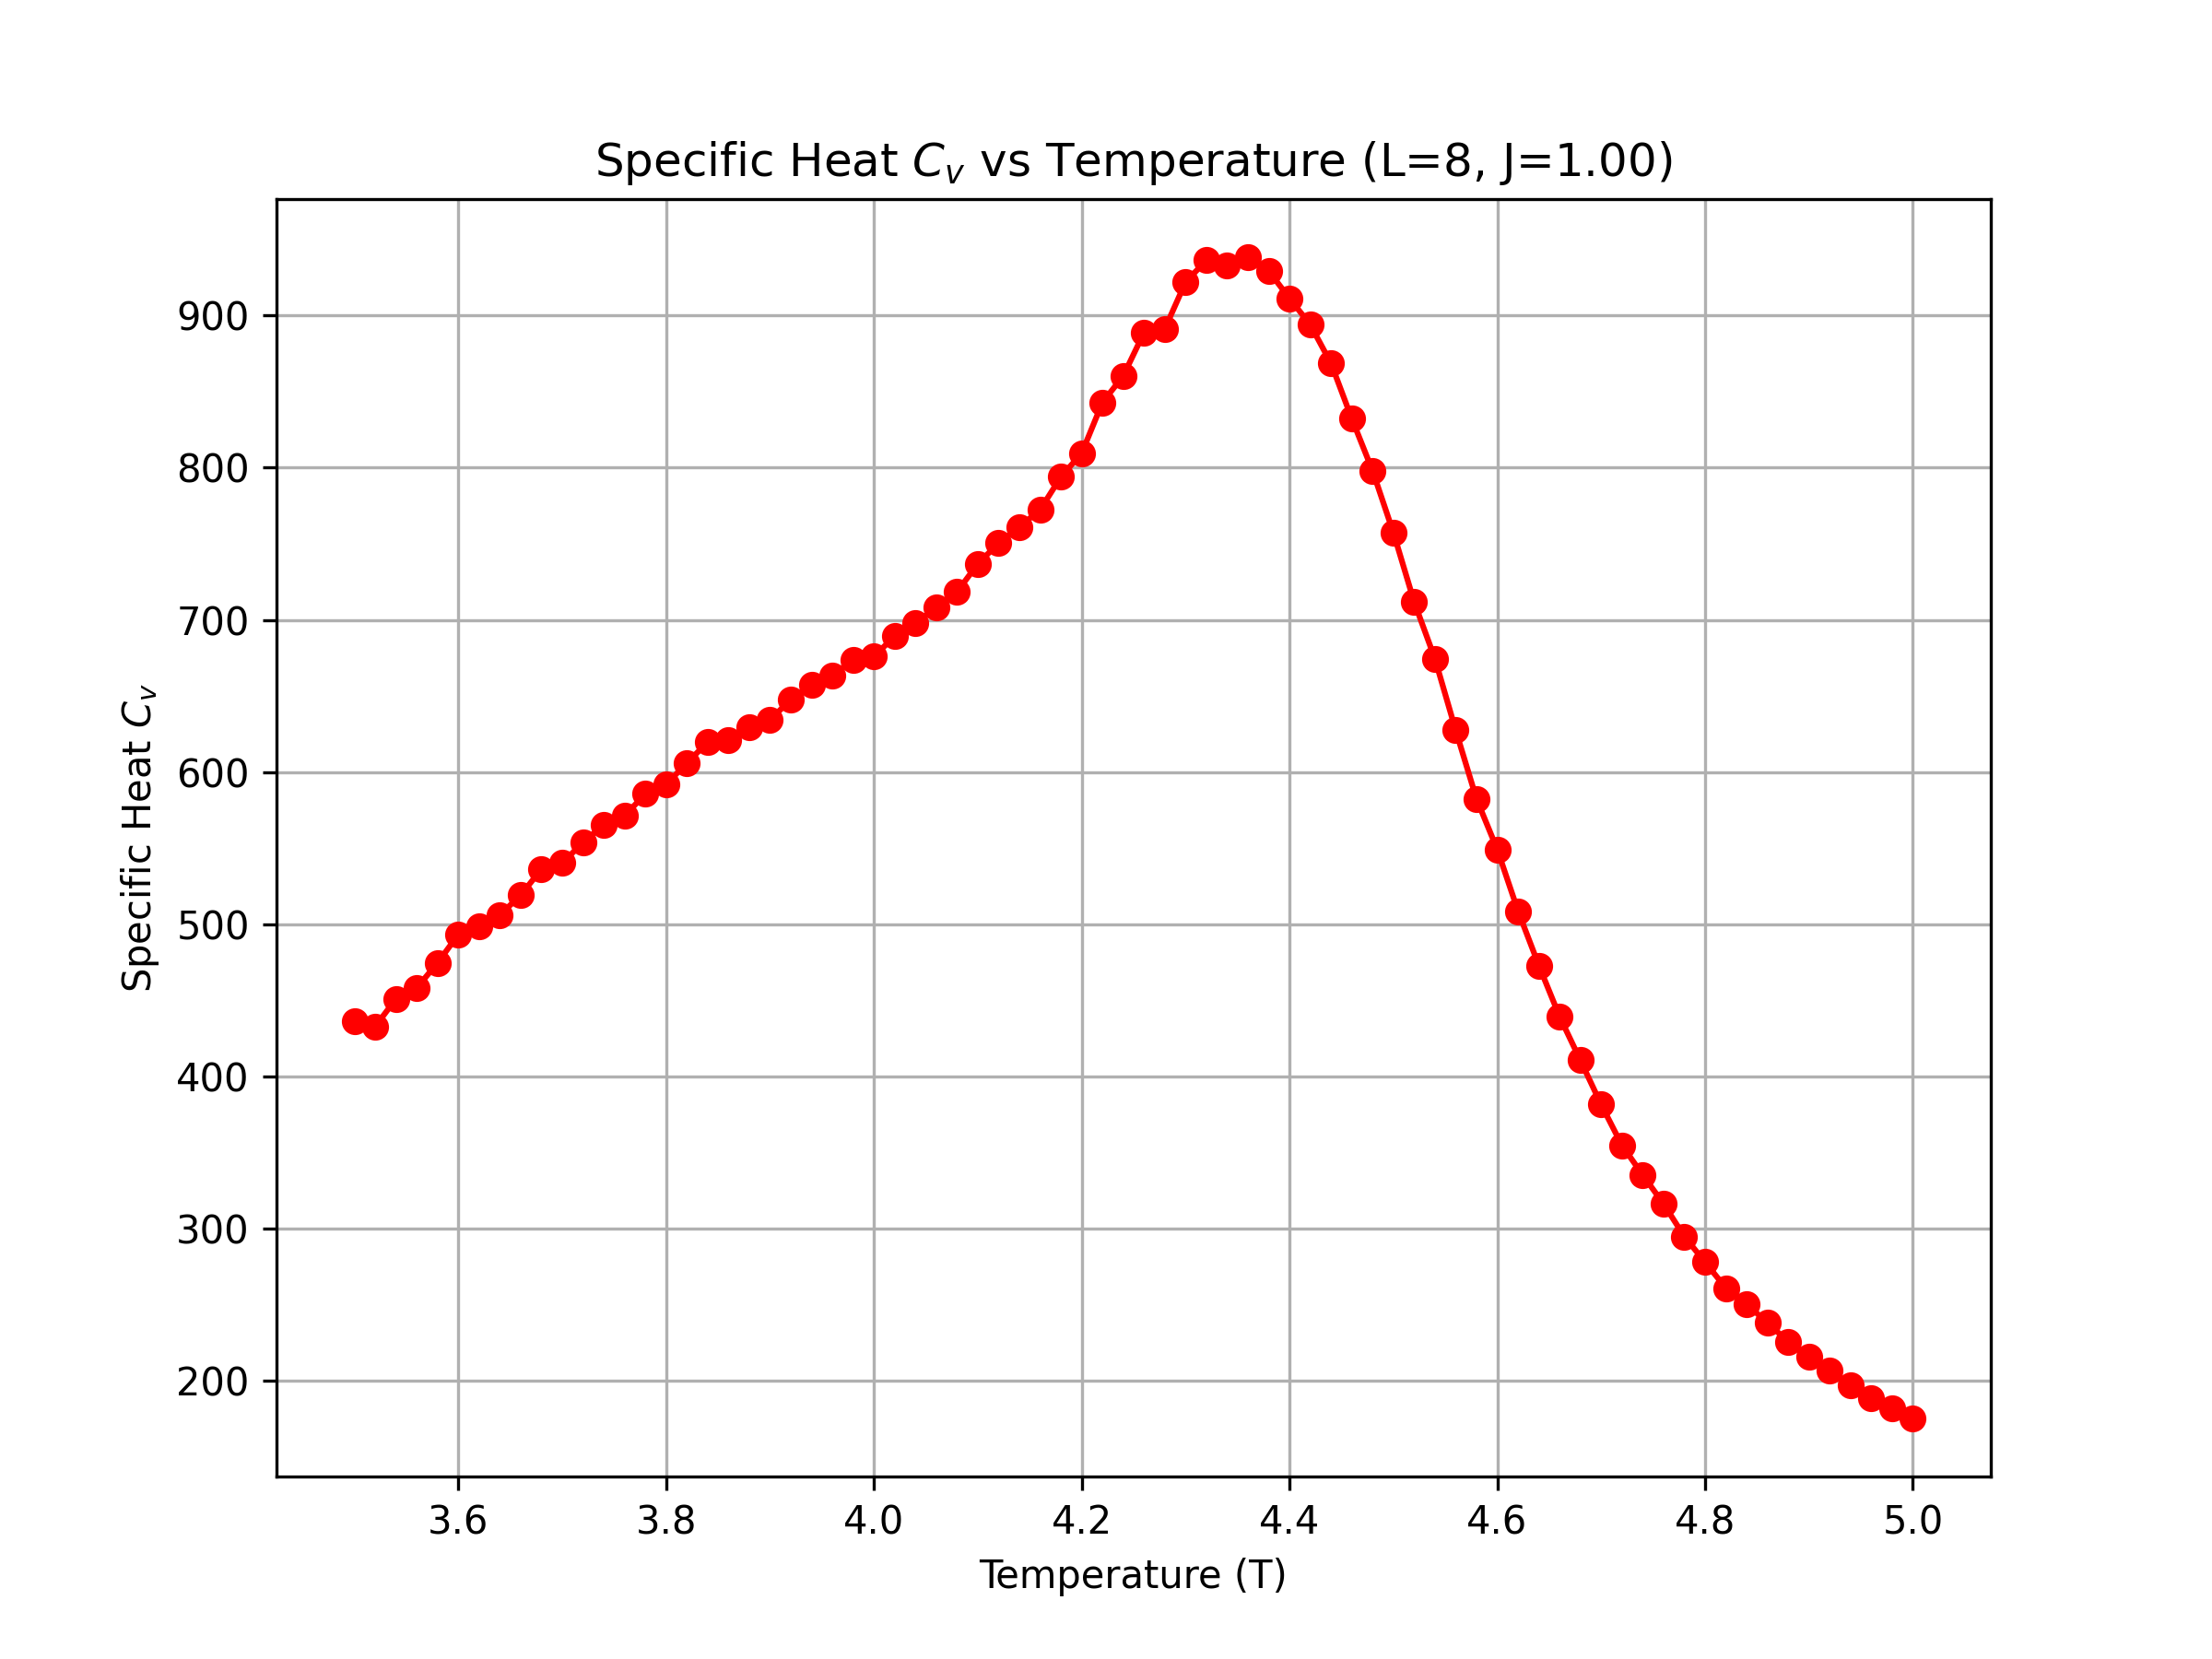 Specific Heat C_v vs Temperature (L=8, J=1.00)
Specific Heat C_v
900
800
700
600
500
400
300
200
3.6 3.8 4.0 4.2 4.4 4.6 4.8 5.0
Temperature (T)